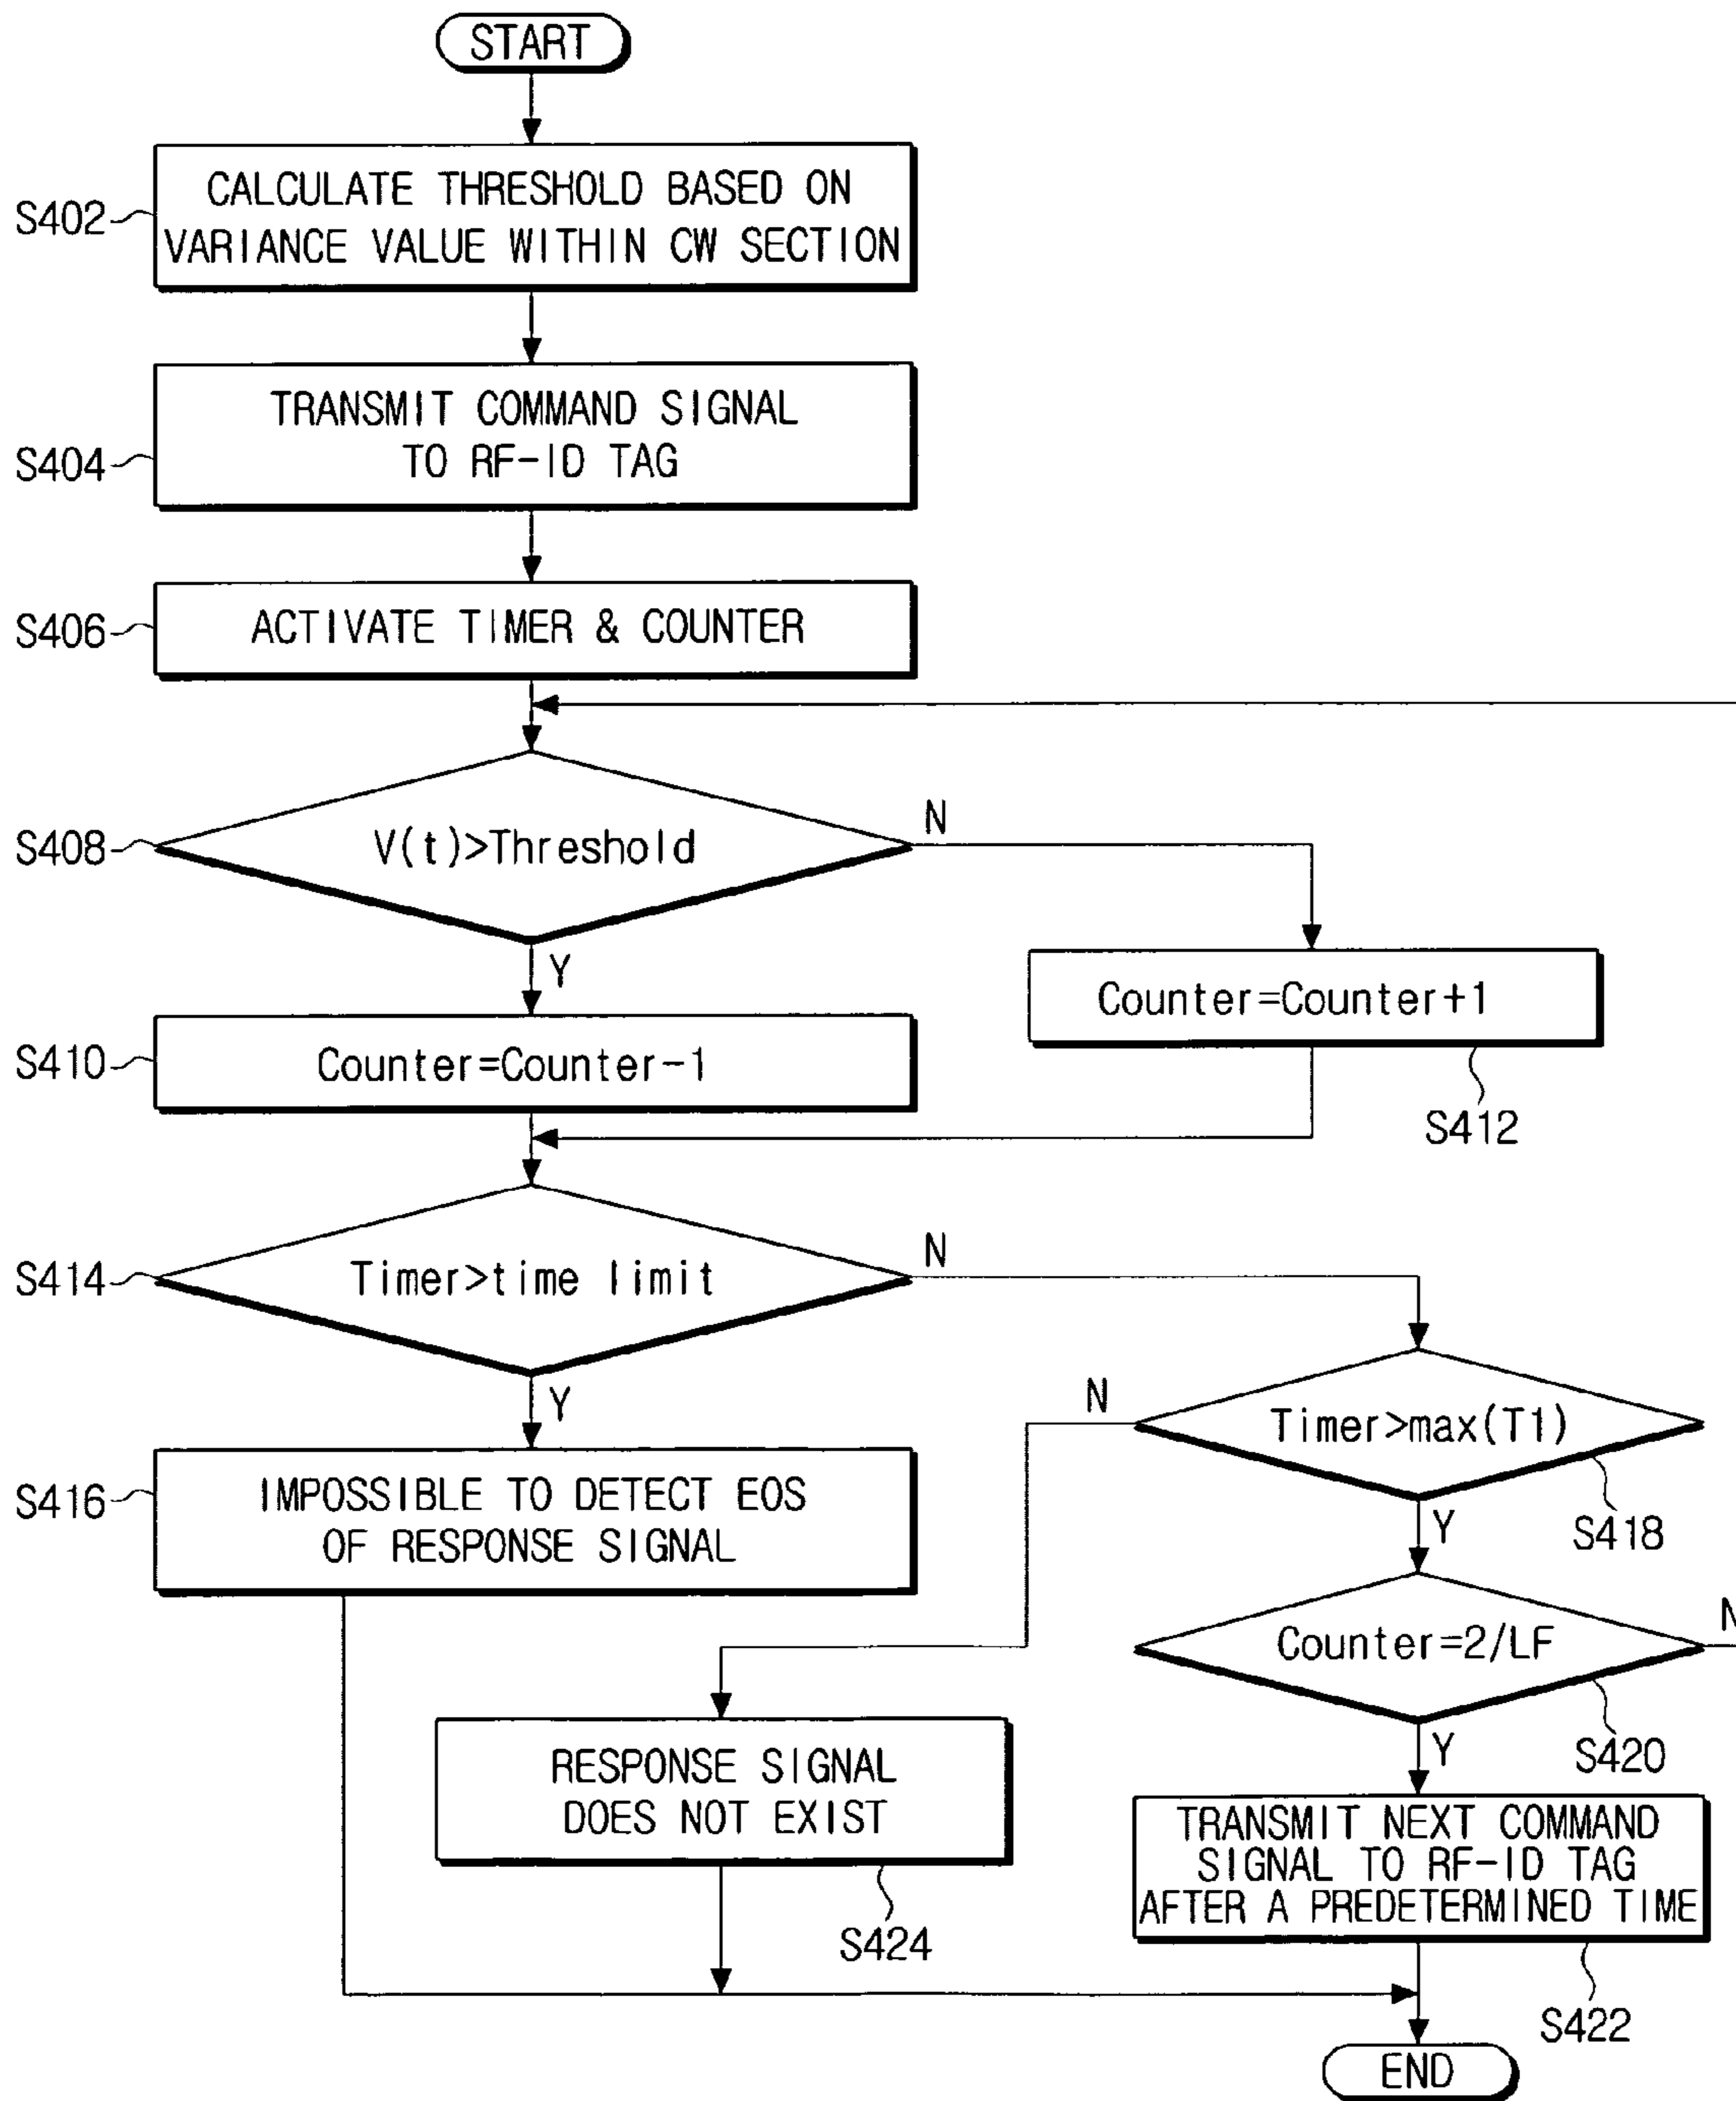 START
S402
CALCULATE THRESHOLD BASED ON
VARIANCE VALUE WITHIN CW SECTION
S404
TRANSMIT COMMAND SIGNAL
TO RF-ID TAG
S406
ACTIVATE TIMER & COUNTER
S408
V(t)>Threshold
N
Y
Counter=Counter+1
S412
S410
Counter=Counter-1
S414
Timer>time limit
N
Y
S416
IMPOSSIBLE TO DETECT EOS
OF RESPONSE SIGNAL
N
Timer>max(T1)
S418
Y
Counter=2/LF
N
S420
Y
RESPONSE SIGNAL
DOES NOT EXIST
S424
TRANSMIT NEXT COMMAND
SIGNAL TO RF-ID TAG
AFTER A PREDETERMINED TIME
S422
END